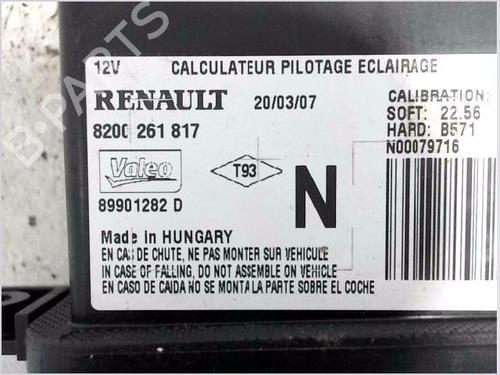 12V CALCULATEUR PILOTAGE ECLAIRAGE
RENAULT 20/03/07
8200 261 817
CALIBRATION:
SOFT: 22.56
HARD: B571
N00079716
Valeo
T93
N
89901282 D
Made in HUNGARY
EN CAS DE CHUTE, NE PAS MONTER SUR VÉHICULE
IN CASE OF FALLING, DO NOT ASSEMBLE ON VEHICLE
EN CASO DE CAIDA NO SE MONTA LA PARTE SOBRE EL COCHE
B-PARTS